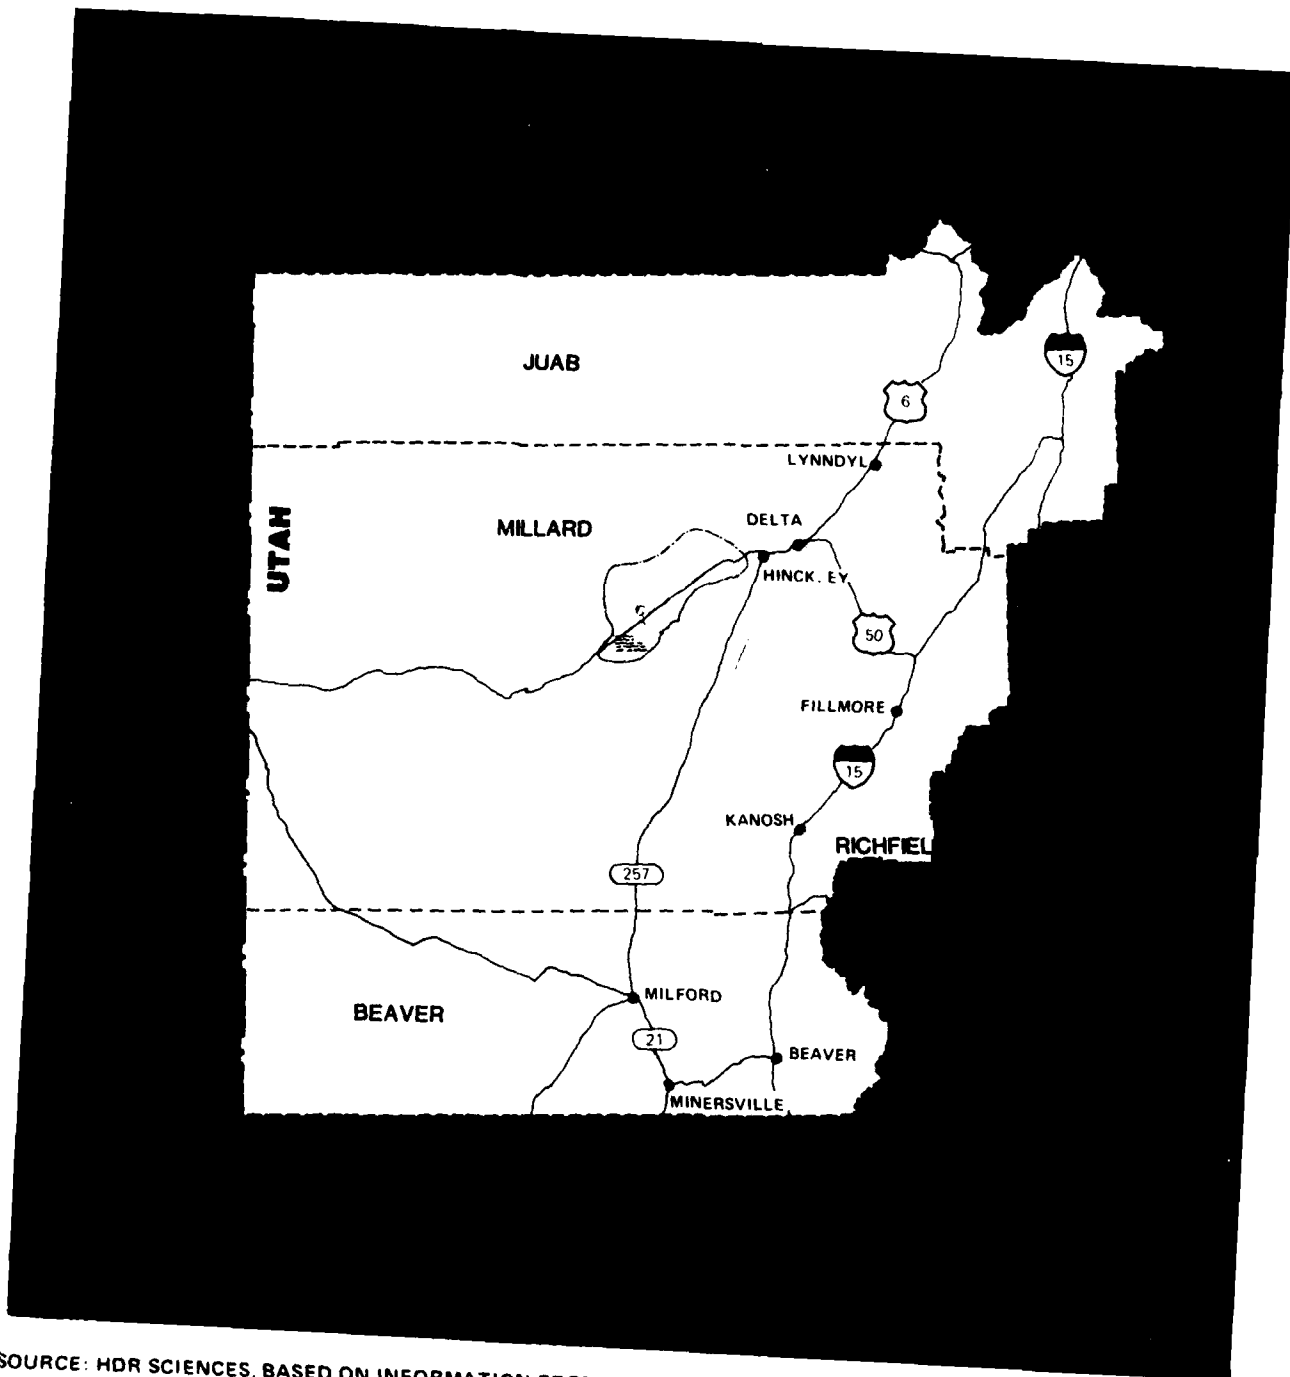 JUAB
15
6
LYNNDYL
UTAH
MILLARD
DELTA
HINCK. EY
50
FILLMORE
15
KANOSH
RICHFIEL
257
MILFORD
BEAVER
21
BEAVER
MINERSVILLE
SOURCE: HDR SCIENCES, BASED ON INFORMATION